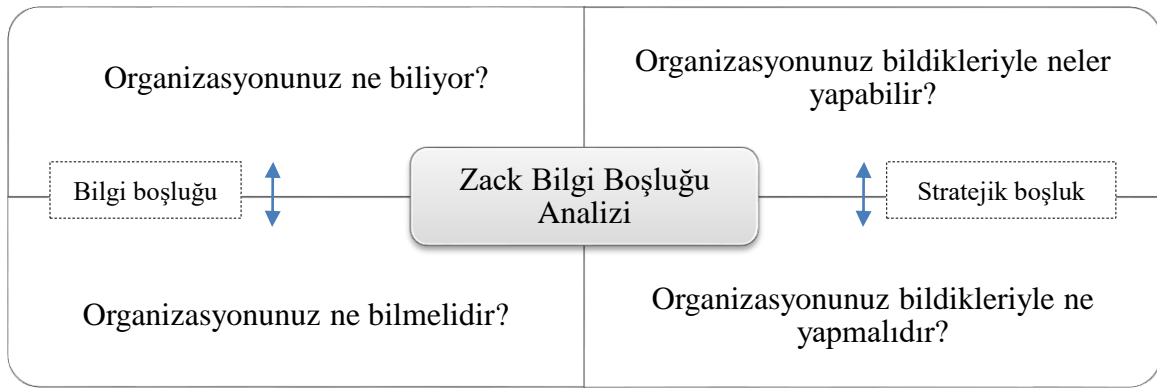 Organizasyonunuz ne biliyor?
Organizasyonunuz bildikleriyle neler
yapabilir?
Bilgi boşluğu
Zack Bilgi Boşluğu
Analizi
Stratejik boşluk
Organizasyonunuz ne bilmelidir?
Organizasyonunuz bildikleriyle ne
yapmalıdır?